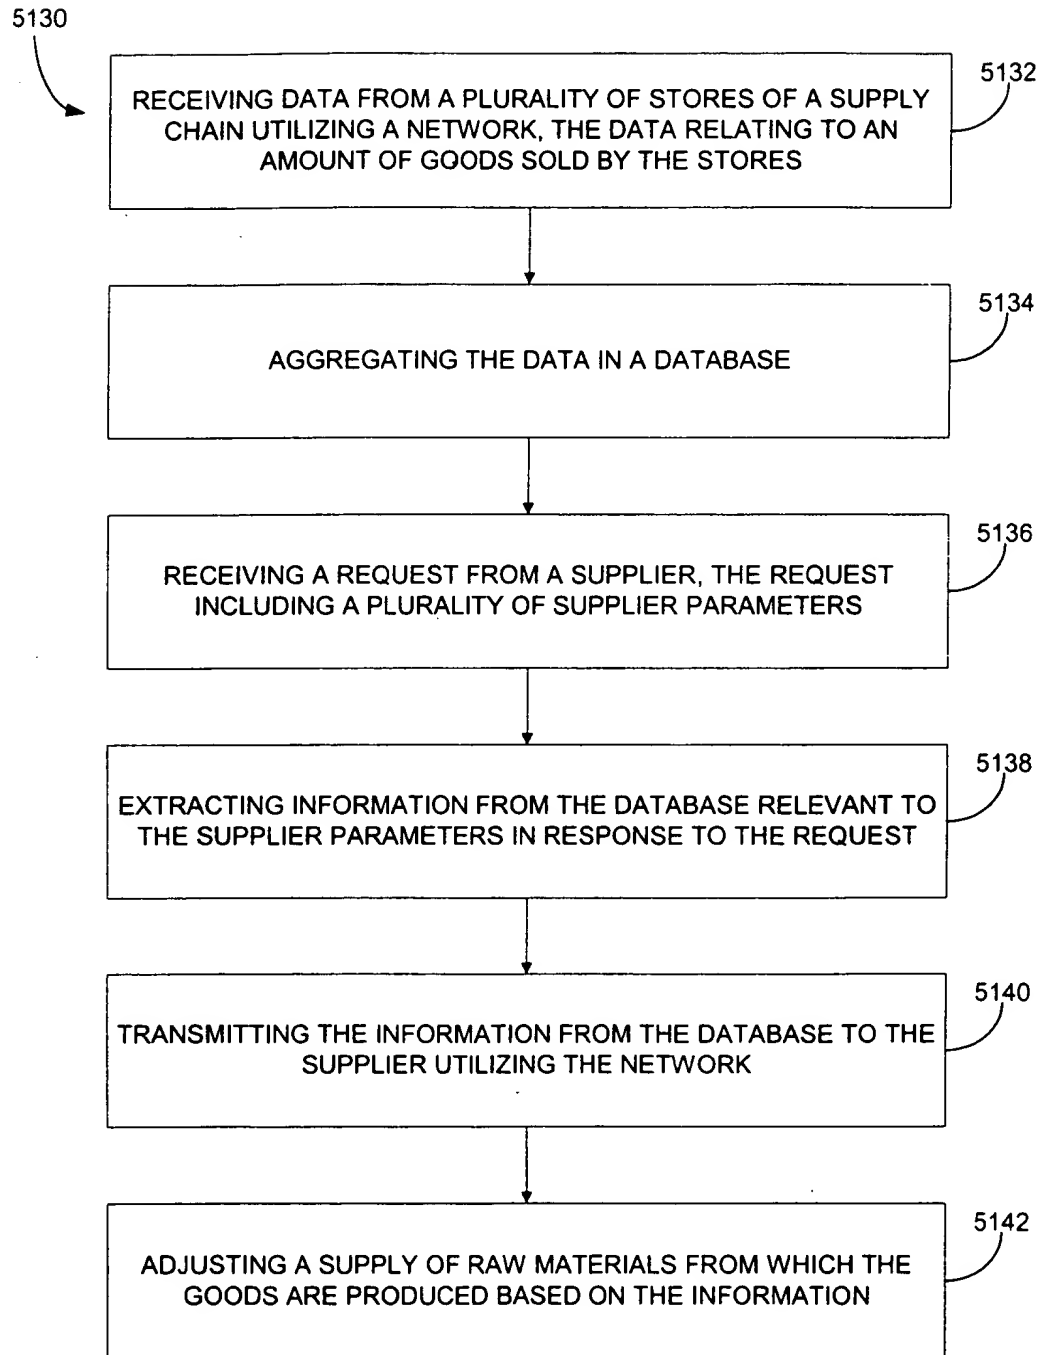 5130
5132
RECEIVING DATA FROM A PLURALITY OF STORES OF A SUPPLY
CHAIN UTILIZING A NETWORK, THE DATA RELATING TO AN
AMOUNT OF GOODS SOLD BY THE STORES
5134
AGGREGATING THE DATA IN A DATABASE
5136
RECEIVING A REQUEST FROM A SUPPLIER, THE REQUEST
INCLUDING A PLURALITY OF SUPPLIER PARAMETERS
5138
EXTRACTING INFORMATION FROM THE DATABASE RELEVANT TO
THE SUPPLIER PARAMETERS IN RESPONSE TO THE REQUEST
5140
TRANSMITTING THE INFORMATION FROM THE DATABASE TO THE
SUPPLIER UTILIZING THE NETWORK
5142
ADJUSTING A SUPPLY OF RAW MATERIALS FROM WHICH THE
GOODS ARE PRODUCED BASED ON THE INFORMATION